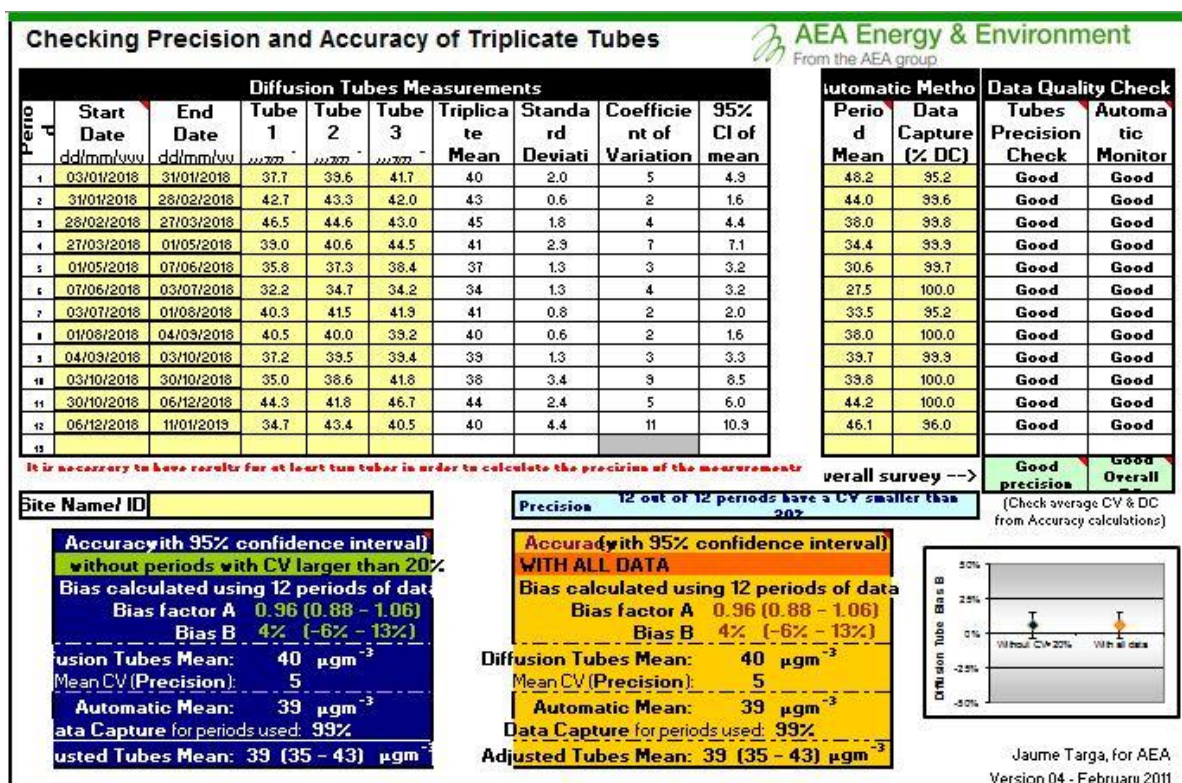 Checking Precision and Accuracy of Triplicate Tubes
AEA Energy & Environment
From the AEA group
Diffusion Tubes Measurements
utomatic Metho
Data Quality Check
Perio d
Start Date dd/mm/yyy
End Date dd/mm/yy
Tube 1
Tube 2
Tube 3
Triplica te Mean
Standa rd Deviati
Coefficie nt of Variation
95% CI of mean
Perio d Mean
Data Capture (% DC)
Tubes Precision Check
Automa tic Monitor
1 03/01/2018 31/01/2018 37.7 39.6 41.7 40 2.0 5 4.9 48.2 95.2 Good Good
2 31/01/2018 28/02/2018 42.7 43.3 42.0 43 0.6 2 1.6 44.0 99.6 Good Good
3 28/02/2018 27/03/2018 46.5 44.6 43.0 45 1.8 4 4.4 38.0 99.8 Good Good
4 27/03/2018 01/05/2018 39.0 40.6 44.5 41 2.9 7 7.1 34.4 99.9 Good Good
5 01/05/2018 07/06/2018 35.8 37.3 38.4 37 1.3 3 3.2 30.6 99.7 Good Good
6 07/06/2018 03/07/2018 32.2 34.7 34.2 34 1.3 4 3.2 27.5 100.0 Good Good
7 03/07/2018 01/08/2018 40.3 41.5 41.9 41 0.8 2 2.0 33.5 95.2 Good Good
8 01/08/2018 04/09/2018 40.5 40.0 39.2 40 0.6 2 1.6 38.0 100.0 Good Good
9 04/09/2018 03/10/2018 37.2 39.5 39.4 39 1.3 3 3.3 39.7 99.9 Good Good
10 03/10/2018 30/10/2018 35.0 38.6 41.8 38 3.4 9 8.5 39.8 100.0 Good Good
11 30/10/2018 06/12/2018 44.3 41.8 46.7 44 2.4 5 6.0 44.2 100.0 Good Good
12 06/12/2018 11/01/2019 34.7 43.4 40.5 40 4.4 11 10.9 46.1 96.0 Good Good
13
It is necessary to have results for at least two tubes in order to calculate the precision of the measurements
verall survey -->
Good precision
Good Overall
(Check average CV & DC
from Accuracy calculations)
Site Name/ ID
Precision 12 out of 12 periods have a CV smaller than 20%
Accuracy with 95% confidence interval)
without periods with CV larger than 20%
Bias calculated using 12 periods of data
Bias factor A 0.96 (0.88 - 1.06)
Bias B 4% (-6% - 13%)
usion Tubes Mean: 40 μgm-3
Mean CV (Precision): 5
Automatic Mean: 39 μgm-3
ata Capture for periods used: 99%
usted Tubes Mean: 39 (35 - 43) μgm-3
Accuracy (with 95% confidence interval)
WITH ALL DATA
Bias calculated using 12 periods of data
Bias factor A 0.96 (0.88 - 1.06)
Bias B 4% (-6% - 13%)
Diffusion Tubes Mean: 40 μgm-3
Mean CV (Precision): 5
Automatic Mean: 39 μgm-3
Data Capture for periods used: 99%
Adjusted Tubes Mean: 39 (35 - 43) μgm-3
Diffusion Tube Bias B
50%
25%
0%
-25%
-50%
Without CV>20%
With all data
Jaume Targa, for AEA
Version 04 - February 2011